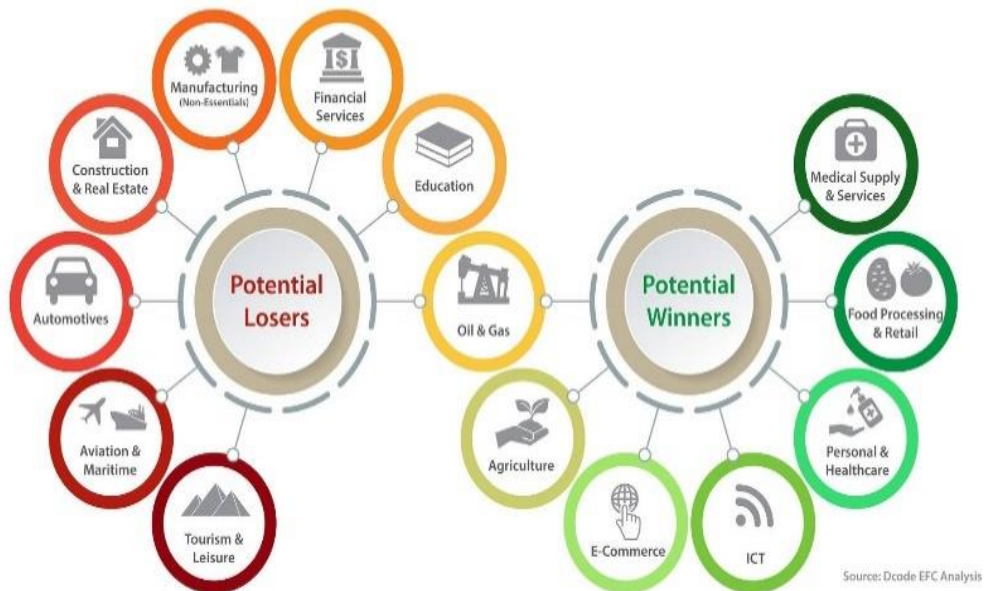 Manufacturing
(Non-Essentials)
Financial
Services
Construction
& Real Estate
Education
Medical Supply
& Services
Automotives
Potential
Losers
Oil & Gas
Potential
Winners
Food Processing
& Retail
Aviation &
Maritime
Agriculture
Personal &
Healthcare
Tourism &
Leisure
E-Commerce
ICT
Source: Dcode EFC Analysis